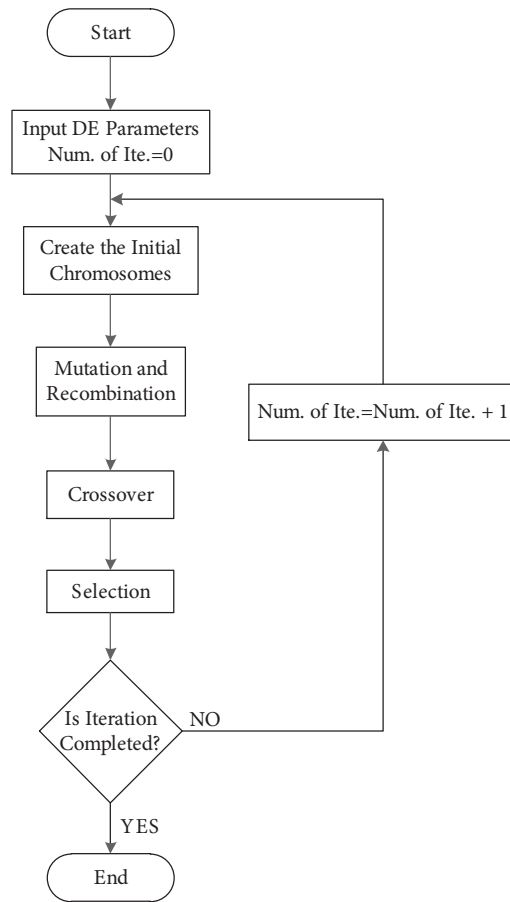 Start
Input DE Parameters
Num. of Ite.=0
Create the Initial
Chromosomes
Mutation and
Recombination
Num. of Ite.=Num. of Ite. + 1
Crossover
Selection
Is Iteration
Completed?
NO
YES
End